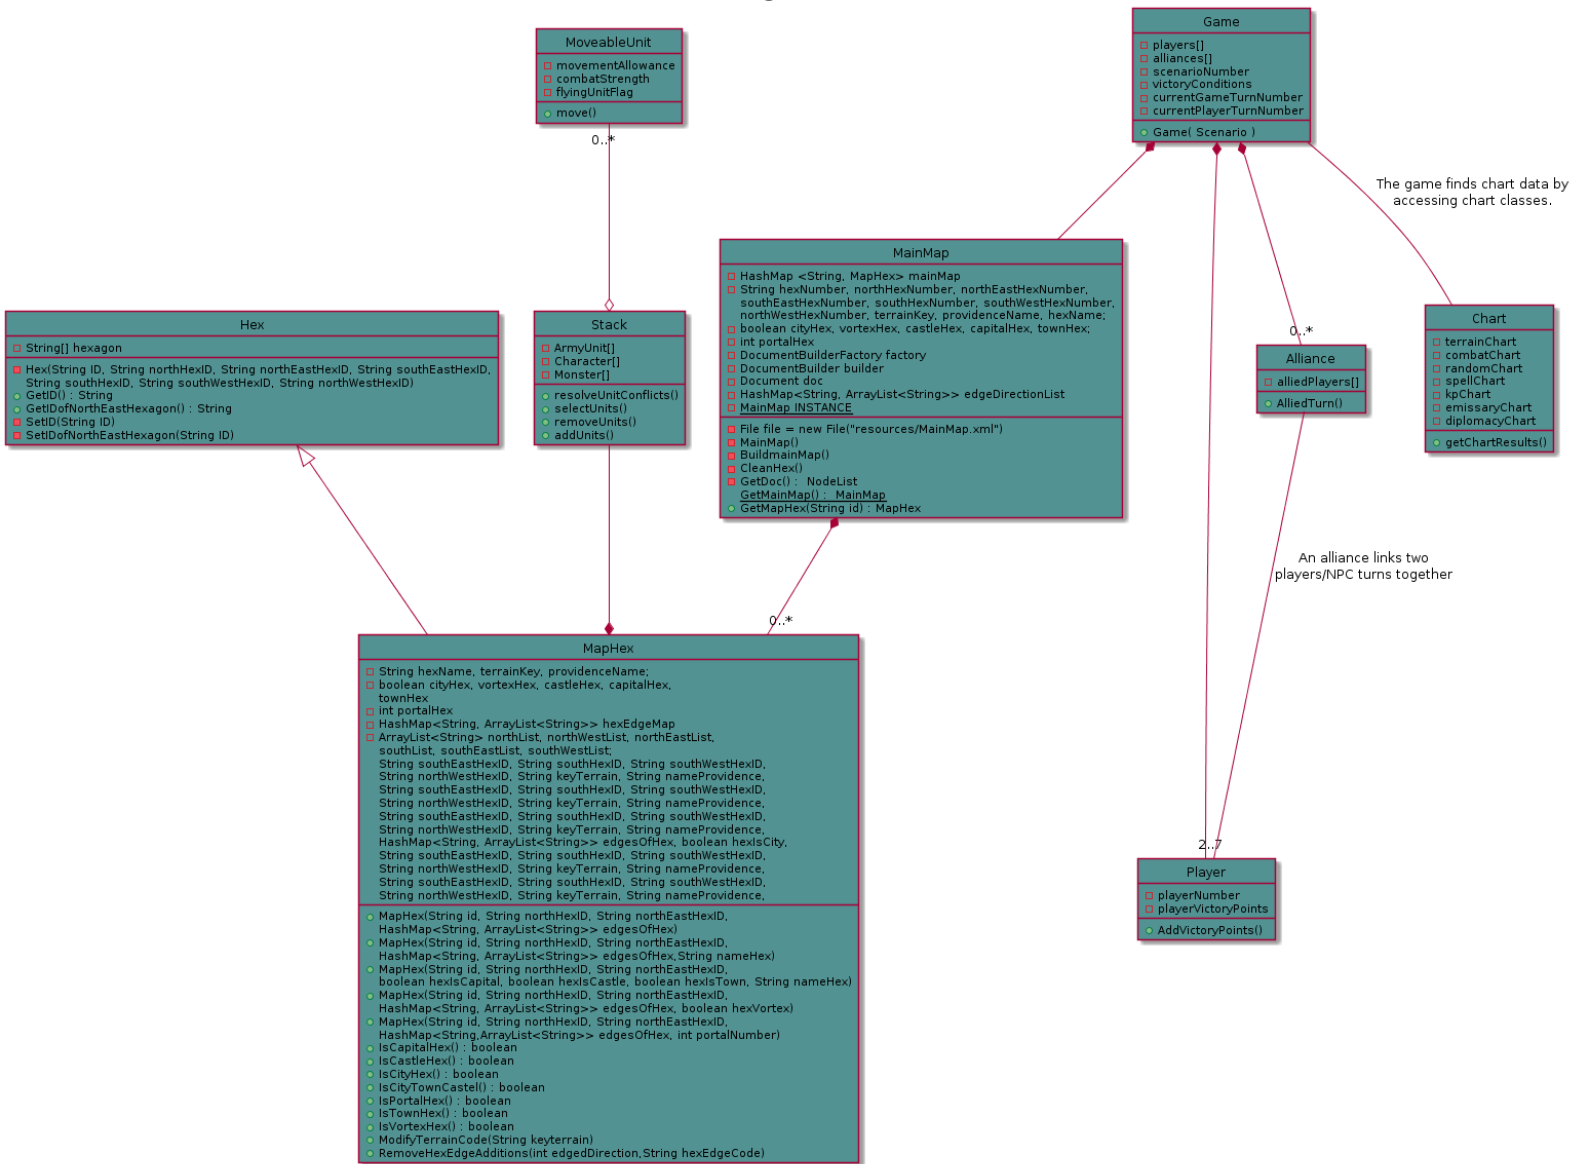 MoveableUnit
movementAllowance
combatStrength
flyingUnitFlag
move()
0..*
Game
players[]
alliances[]
scenarioNumber
victoryConditions
currentGameTurnNumber
currentPlayerTurnNumber
Game( Scenario )
The game finds chart data by
accessing chart classes.
Hex
String[] hexagon
Hex(String ID, String northHexID, String northEastHexID, String southEastHexID,
String southHexID, String southWestHexID, String northWestHexID)
GetID() : String
GetIDofNorthEastHexagon() : String
SetID(String ID)
SetIDofNorthEastHexagon(String ID)
Stack
ArmyUnit[]
Character[]
Monster[]
resolveUnitConflicts()
selectUnits()
removeUnits()
addUnits()
MainMap
HashMap <String, MapHex> mainMap
String hexNumber, northHexNumber, northEastHexNumber,
southEastHexNumber, southHexNumber, southWestHexNumber,
northWestHexNumber, terrainKey, providenceName, hexName;
boolean cityHex, vortexHex, castleHex, capitalHex, townHex;
int portalHex
DocumentBuilderFactory factory
DocumentBuilder builder
Document doc
HashMap<String, ArrayList<String>> edgeDirectionList
MainMap INSTANCE
File file = new File("resources/MainMap.xml")
MainMap()
BuildmainMap()
CleanHex()
GetDoc() : NodeList
GetMainMap() : MainMap
GetMapHex(String id) : MapHex
0..*
Alliance
alliedPlayers[]
AlliedTurn()
Chart
terrainChart
combatChart
randomChart
spellChart
kpChart
emissaryChart
diplomacyChart
getChartResults()
An alliance links two
players/NPC turns together
0..*
MapHex
String hexName, terrainKey, providenceName;
boolean cityHex, vortexHex, castleHex, capitalHex,
townHex
int portalHex
HashMap<String, ArrayList<String>> hexEdgeMap
ArrayList<String> northList, northWestList, northEastList,
southList, southEastList, southWestList;
String southEastHexID, String southHexID, String southWestHexID,
String northWestHexID, String keyTerrain, String nameProvidence,
String southEastHexID, String southHexID, String southWestHexID,
String northWestHexID, String keyTerrain, String nameProvidence,
String southEastHexID, String southHexID, String southWestHexID,
String northWestHexID, String keyTerrain, String nameProvidence,
HashMap<String, ArrayList<String>> edgesOfHex, boolean hexIsCity,
String southEastHexID, String southHexID, String southWestHexID,
String northWestHexID, String keyTerrain, String nameProvidence,
String southEastHexID, String southHexID, String southWestHexID,
String northWestHexID, String keyTerrain, String nameProvidence,
MapHex(String id, String northHexID, String northEastHexID,
HashMap<String, ArrayList<String>> edgesOfHex)
MapHex(String id, String northHexID, String northEastHexID,
HashMap<String, ArrayList<String>> edgesOfHex,String nameHex)
MapHex(String id, String northHexID, String northEastHexID,
boolean hexIsCapital, boolean hexIsCastle, boolean hexIsTown, String nameHex)
MapHex(String id, String northHexID, String northEastHexID,
HashMap<String, ArrayList<String>> edgesOfHex, boolean hexVortex)
MapHex(String id, String northHexID, String northEastHexID,
HashMap<String,ArrayList<String>> edgesOfHex, int portalNumber)
IsCapitalHex() : boolean
IsCastleHex() : boolean
IsCityHex() : boolean
IsCityTownCastel() : boolean
IsPortalHex() : boolean
IsTownHex() : boolean
IsVortexHex() : boolean
ModifyTerrainCode(String keyterrain)
RemoveHexEdgeAdditions(int edgedDirection,String hexEdgeCode)
2..7
Player
playerNumber
playerVictoryPoints
AddVictoryPoints()